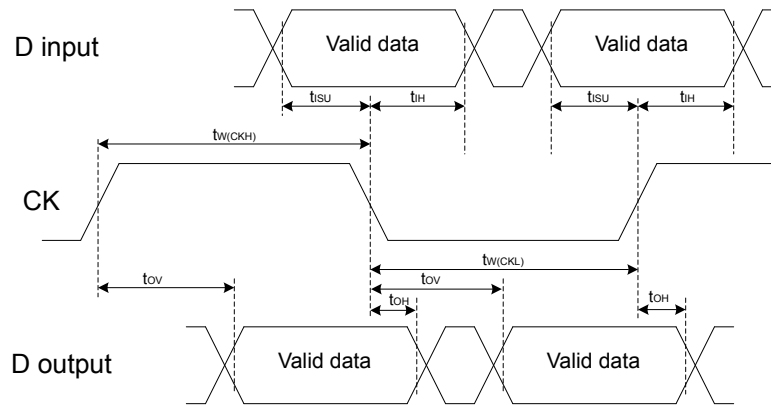 D input
Valid data
Valid data
tISU
tIH
tISU
tIH
tW(CKH)
CK
tW(CKL)
tOV
tOV
tOH
tOH
D output
Valid data
Valid data